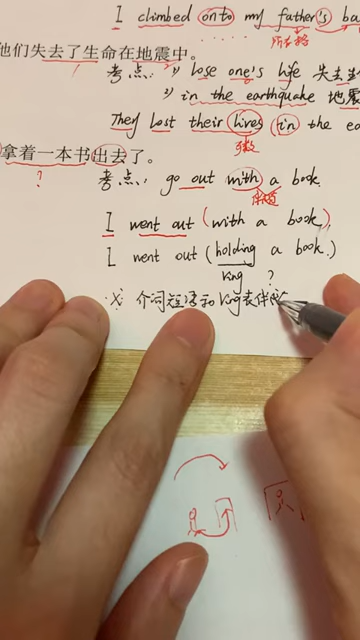 I climbed onto my father's ba
所有格
他们失去了生命在地震中。
考点: 1) lose one's life 失去生
2) in the earthquake 地震
They lost their lives (in the ea
复数
拿着一本书出去了。
?
考点: go out with a book.
伴随
I went out (with a book).
I went out (holding a book.)
Ving ?
介词短语和Ving表伴随